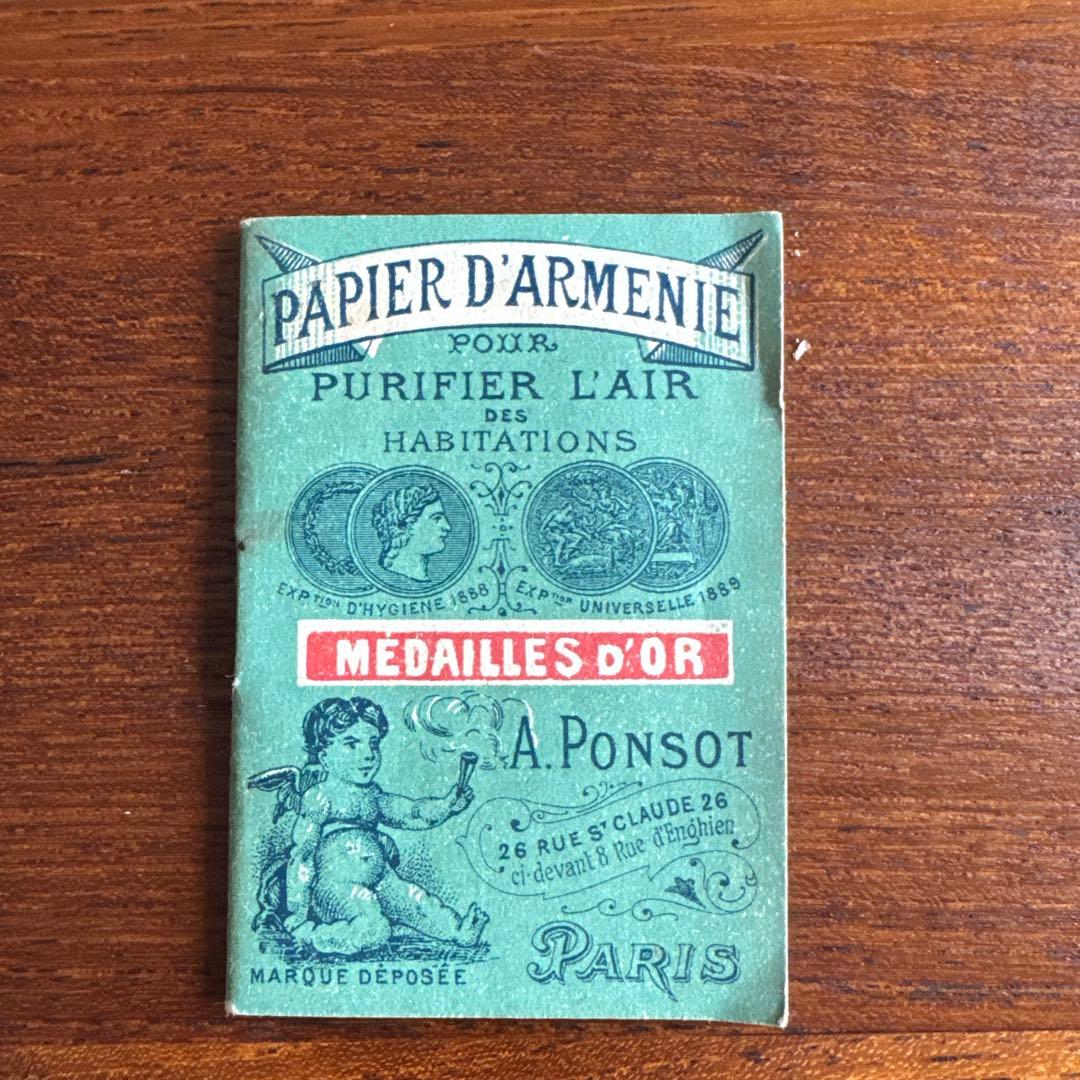 PAPIER D'ARMENIE
POUR
PURIFIER L'AIR
DES
HABITATIONS
EXPTION D'HYGIENE 1888
EXPTION UNIVERSELLE 1889
MÉDAILLES D'OR
A. PONSOT
26 RUE ST CLAUDE 26
ci-devant 8 Rue d'Enghien
PARIS
MARQUE DÉPOSÉE